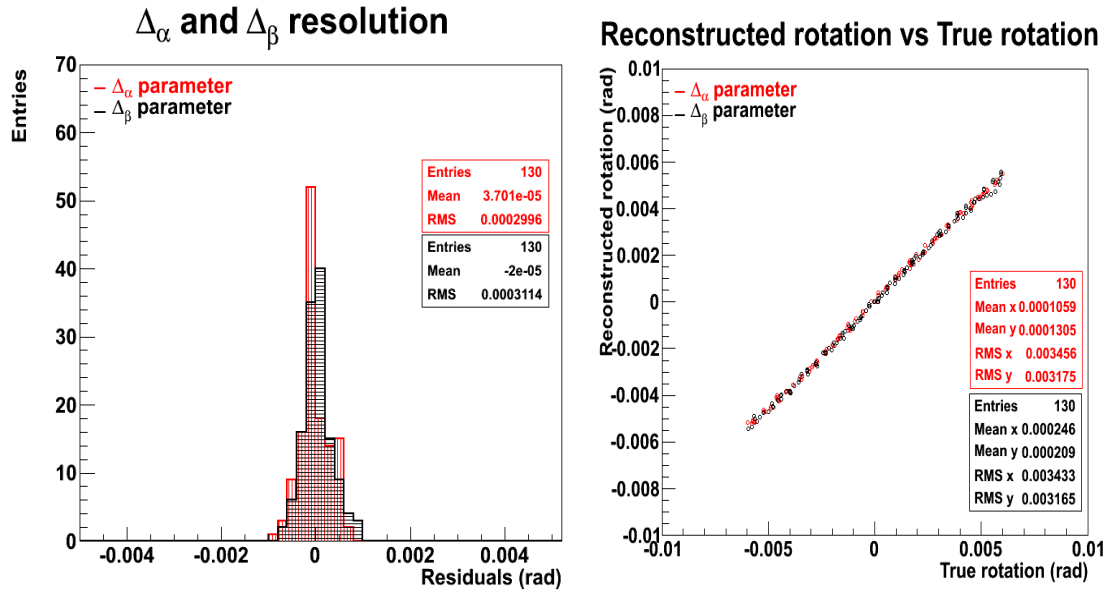 Δα and Δβ resolution
Entries
70
60
50
40
30
20
10
0
Δα parameter
Δβ parameter
Entries 130
Mean 3.701e-05
RMS 0.0002996
Entries 130
Mean -2e-05
RMS 0.0003114
-0.004 -0.002 0 0.002 0.004
Residuals (rad)
Reconstructed rotation vs True rotation
Reconstructed rotation (rad)
0.01
0.008
0.006
0.004
0.002
0
-0.002
-0.004
-0.006
-0.008
-0.01
Δα parameter
Δβ parameter
Entries 130
Mean x 0.0001059
Mean y 0.0001305
RMS x 0.003456
RMS y 0.003175
Entries 130
Mean x 0.000246
Mean y 0.000209
RMS x 0.003433
RMS y 0.003165
-0.01 -0.005 0 0.005 0.01
True rotation (rad)